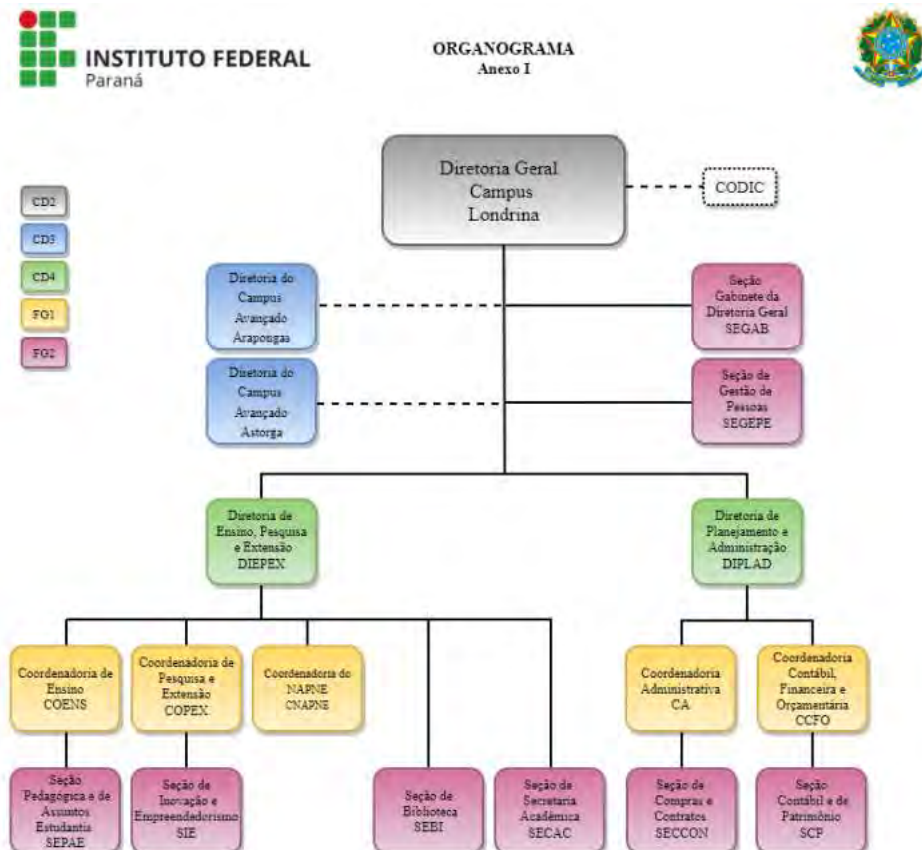 INSTITUTO FEDERAL
Paraná
ORGANOGRAMA
Anexo I
Diretoria Geral
Campus
Londrina
CODIC
CD2
CD3
CD4
FG1
FG2
Diretoria do
Campus
Avançado
Arapongas
Seção
Gabinete da
Diretoria Geral
SEGAB
Diretoria do
Campus
Avançado
Astorga
Seção de
Gestão de
Pessoas
SEGEPE
Diretoria de
Ensino, Pesquisa
e Extensão
DIEPEX
Diretoria de
Planejamento e
Administração
DIPLAD
Coordenadoria de
Ensino
COENS
Coordenadoria de
Pesquisa e
Extensão
COPEX
Coordenadoria do
NAPNE
CNAPNE
Coordenadoria
Administrativa
CA
Coordenadoria
Contábil,
Financeira e
Orçamentária
CCFO
Seção
Pedagógica e de
Assuntos
Estudantis
SEPAE
Seção de
Inovação e
Empreendedorismo
SIE
Seção de
Biblioteca
SEBI
Seção de
Secretaria
Acadêmica
SECAC
Seção de
Compras e
Contratos
SECCON
Seção
Contábil e de
Patrimônio
SCP